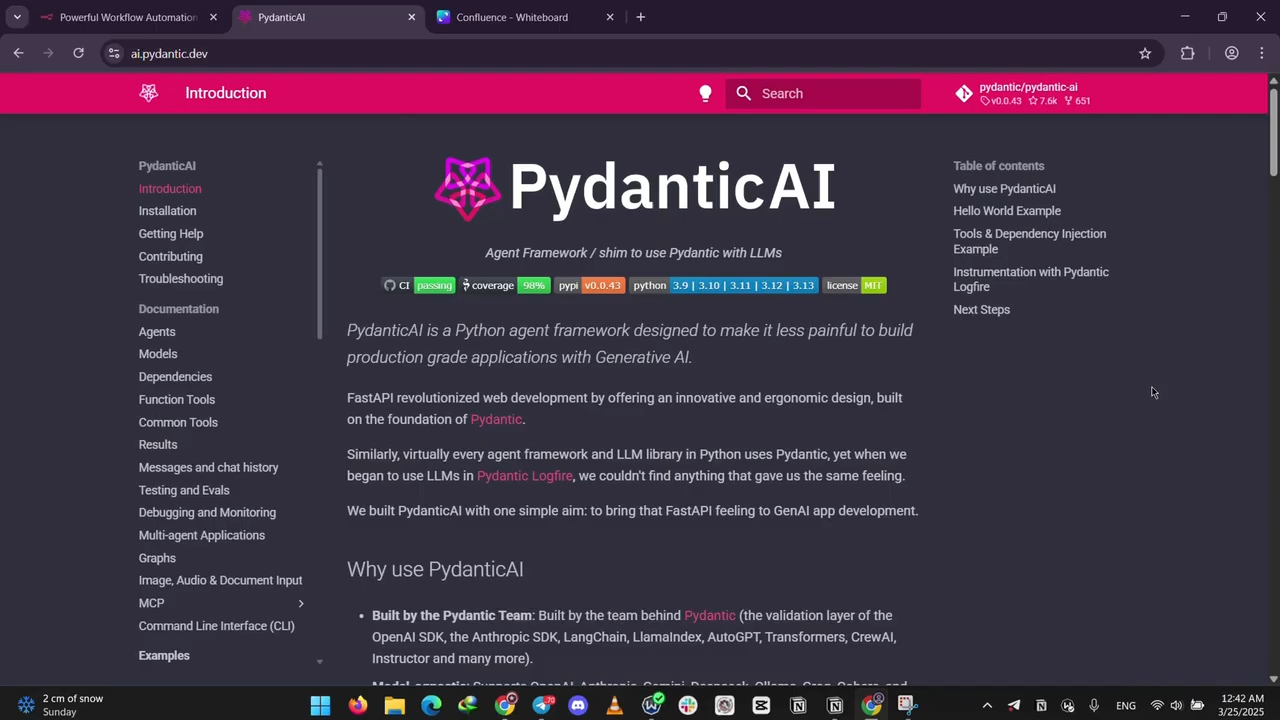 Powerful Workflow Automation
PydanticAI
Confluence - Whiteboard
ai.pydantic.dev
Introduction
Search
pydantic/pydantic-ai
v0.0.43 7.6k 651
PydanticAI
Introduction
Installation
Getting Help
Contributing
Troubleshooting
Documentation
Agents
Models
Dependencies
Function Tools
Common Tools
Results
Messages and chat history
Testing and Evals
Debugging and Monitoring
Multi-agent Applications
Graphs
Image, Audio & Document Input
MCP
Command Line Interface (CLI)
Examples
PydanticAI
Agent Framework / shim to use Pydantic with LLMs
CI passing coverage 98% pypi v0.0.43 python 3.9 | 3.10 | 3.11 | 3.12 | 3.13 license MIT
PydanticAI is a Python agent framework designed to make it less painful to build
production grade applications with Generative AI.
FastAPI revolutionized web development by offering an innovative and ergonomic design, built
on the foundation of Pydantic.
Similarly, virtually every agent framework and LLM library in Python uses Pydantic, yet when we
began to use LLMs in Pydantic Logfire, we couldn't find anything that gave us the same feeling.
We built PydanticAI with one simple aim: to bring that FastAPI feeling to GenAI app development.
Why use PydanticAI
• Built by the Pydantic Team: Built by the team behind Pydantic (the validation layer of the
OpenAI SDK, the Anthropic SDK, LangChain, LlamaIndex, AutoGPT, Transformers, CrewAI,
Instructor and many more).
Model-agnostic: Supports OpenAI, Anthropic, Gemini, Deepseek, Ollama, Groq, Cohere, and
Table of contents
Why use PydanticAI
Hello World Example
Tools & Dependency Injection
Example
Instrumentation with Pydantic
Logfire
Next Steps
2 cm of snow
Sunday
ENG
12:42 AM
3/25/2025